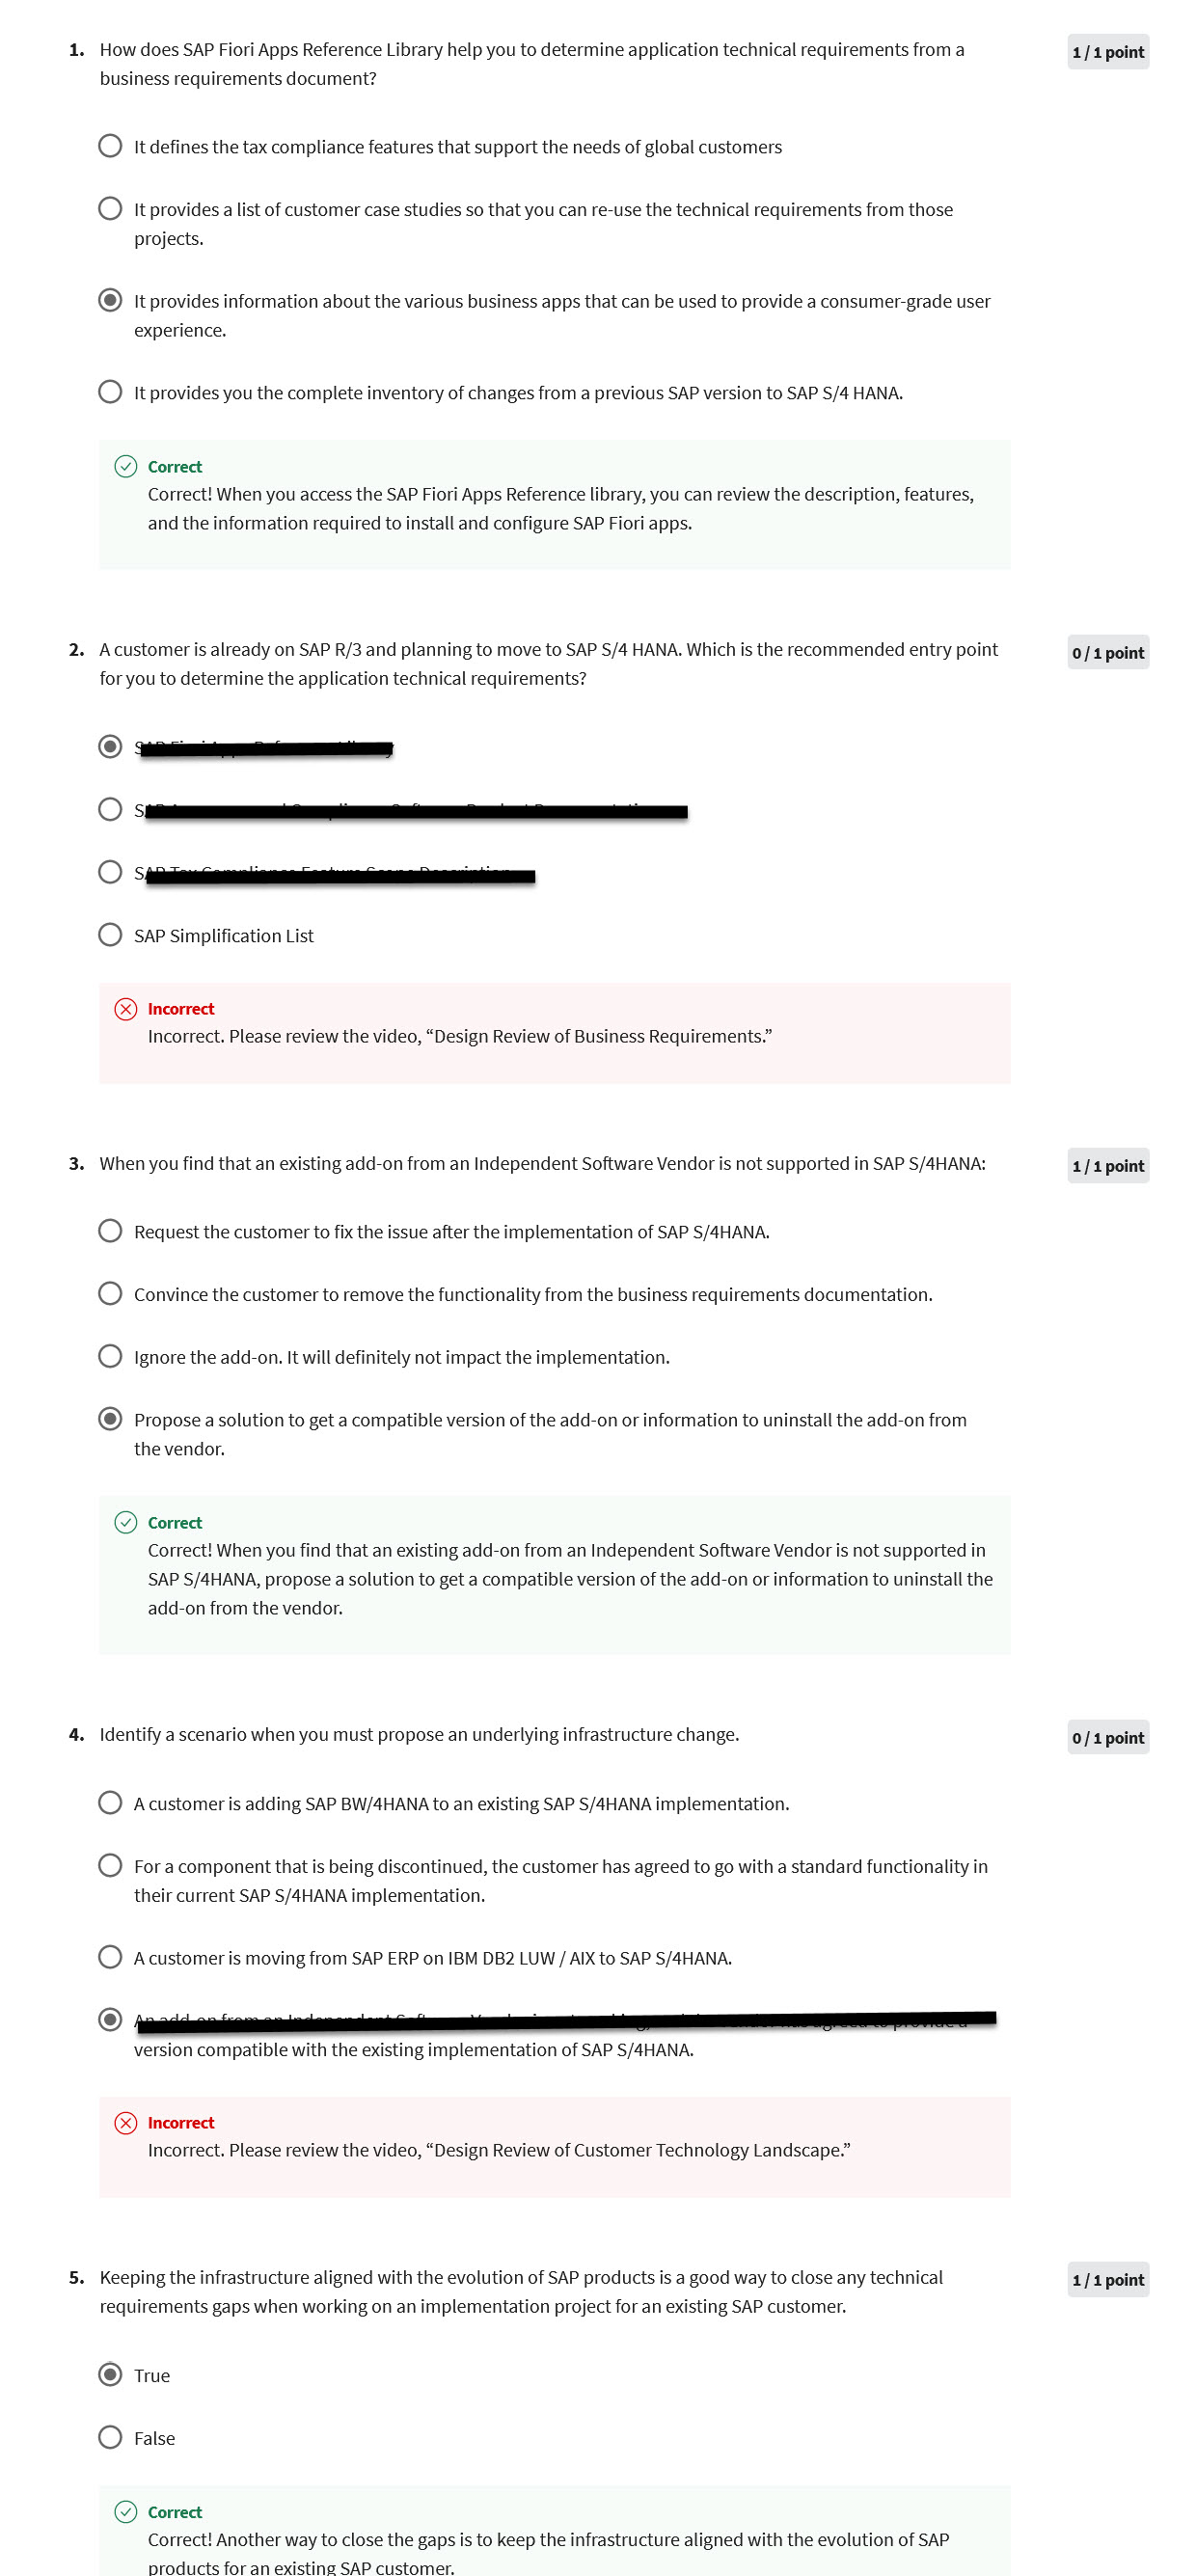 1. How does SAP Fiori Apps Reference Library help you to determine application technical requirements from a
1 / 1 point
business requirements document?
It defines the tax compliance features that support the needs of global customers
It provides a list of customer case studies so that you can re-use the technical requirements from those
projects.
It provides information about the various business apps that can be used to provide a consumer-grade user
experience.
It provides you the complete inventory of changes from a previous SAP version to SAP S/4 HANA.
Correct
Correct! When you access the SAP Fiori Apps Reference library, you can review the description, features,
and the information required to install and configure SAP Fiori apps.
2. A customer is already on SAP R/3 and planning to move to SAP S/4 HANA. Which is the recommended entry point
0 / 1 point
for you to determine the application technical requirements?
SAP Simplification List
Incorrect
Incorrect. Please review the video, “Design Review of Business Requirements.”
3. When you find that an existing add-on from an Independent Software Vendor is not supported in SAP S/4HANA:
1 / 1 point
Request the customer to fix the issue after the implementation of SAP S/4HANA.
Convince the customer to remove the functionality from the business requirements documentation.
Ignore the add-on. It will definitely not impact the implementation.
Propose a solution to get a compatible version of the add-on or information to uninstall the add-on from
the vendor.
Correct
Correct! When you find that an existing add-on from an Independent Software Vendor is not supported in
SAP S/4HANA, propose a solution to get a compatible version of the add-on or information to uninstall the
add-on from the vendor.
4. Identify a scenario when you must propose an underlying infrastructure change.
0 / 1 point
A customer is adding SAP BW/4HANA to an existing SAP S/4HANA implementation.
For a component that is being discontinued, the customer has agreed to go with a standard functionality in
their current SAP S/4HANA implementation.
A customer is moving from SAP ERP on IBM DB2 LUW / AIX to SAP S/4HANA.
version compatible with the existing implementation of SAP S/4HANA.
Incorrect
Incorrect. Please review the video, “Design Review of Customer Technology Landscape.”
5. Keeping the infrastructure aligned with the evolution of SAP products is a good way to close any technical
1 / 1 point
requirements gaps when working on an implementation project for an existing SAP customer.
True
False
Correct
Correct! Another way to close the gaps is to keep the infrastructure aligned with the evolution of SAP
products for an existing SAP customer.